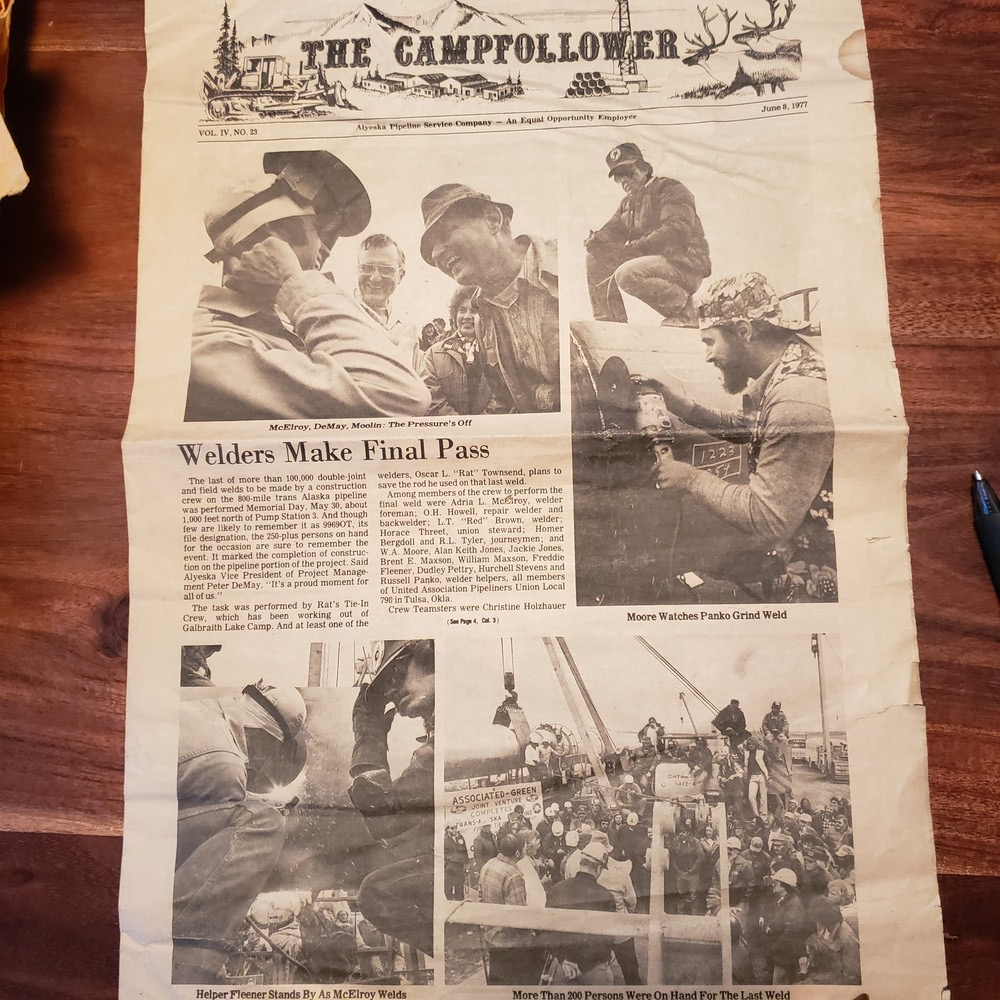 THE CAMPFOLLOWER
VOL. IV, NO. 23
Alyeska Pipeline Service Company — An Equal Opportunity Employer
June 8, 1977
McElroy, DeMay, Moolin: The Pressure's Off
Welders Make Final Pass
The last of more than 100,000 double-joint
and field welds to be made by a construction
crew on the 800-mile trans Alaska pipeline
was performed Memorial Day, May 30, about
1,000 feet north of Pump Station 3. And though
few are likely to remember it as 9969OT, its
file designation, the 250-plus persons on hand
for the occasion are sure to remember the
event. It marked the completion of construc-
tion on the pipeline portion of the project. Said
Alyeska Vice President of Project Manage-
ment Peter DeMay, "It's a proud moment for
all of us."
The task was performed by Rat's Tie-In
Crew, which has been working out of
Galbraith Lake Camp. And at least one of the
welders, Oscar L. "Rat" Townsend, plans to
save the rod he used on that last weld.
Among members of the crew to perform the
final weld were Adria L. McElroy, welder
foreman; O.H. Howell, repair welder and
backwelder; L.T. "Red" Brown, welder;
Horace Threet, union steward; Homer
Bergdoll and R.L. Tyler, journeymen; and
W.A. Moore, Alan Keith Jones, Jackie Jones,
Brent E. Maxson, William Maxson, Freddie
Fleener, Dudley Pettry, Hurchell Stevens and
Russell Panko, welder helpers, all members
of United Association Pipeliners Union Local
798 in Tulsa, Okla.
Crew Teamsters were Christine Holzhauer
(See Page 4, Col. 3)
1223
54
Moore Watches Panko Grind Weld
ASSOCIATED-GREEN
JOINT VENTURE
COMPLETES
TRANS-A SKA
Helper Fleener Stands By As McElroy Welds
More Than 200 Persons Were On Hand For The Last Weld